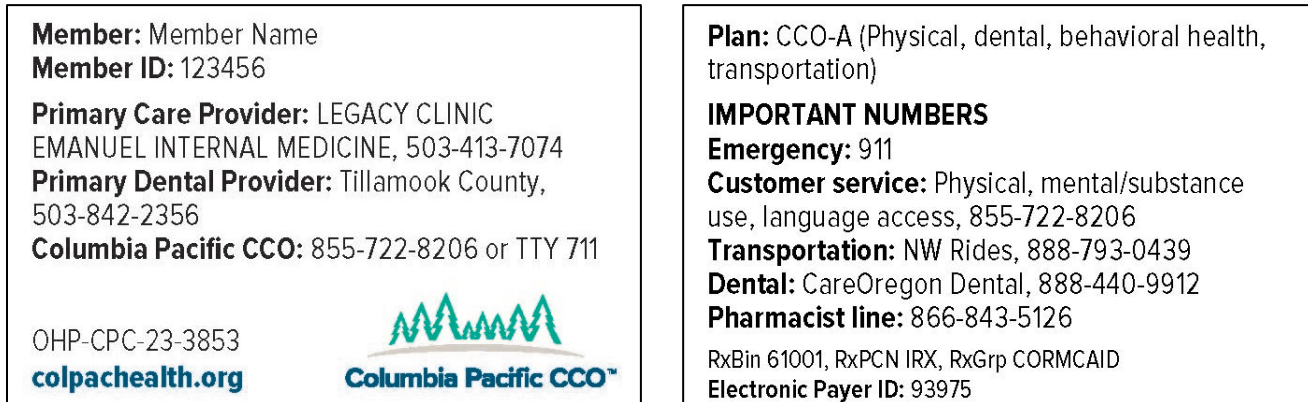 Member: Member Name
Member ID: 123456
Primary Care Provider: LEGACY CLINIC
EMANUEL INTERNAL MEDICINE, 503-413-7074
Primary Dental Provider: Tillamook County,
503-842-2356
Columbia Pacific CCO: 855-722-8206 or TTY 711
OHP-CPC-23-3853
colpachealth.org
Columbia Pacific CCO™
Plan: CCO-A (Physical, dental, behavioral health,
transportation)
IMPORTANT NUMBERS
Emergency: 911
Customer service: Physical, mental/substance
use, language access, 855-722-8206
Transportation: NW Rides, 888-793-0439
Dental: CareOregon Dental, 888-440-9912
Pharmacist line: 866-843-5126
RxBin 61001, RxPCN IRX, RxGrp CORMCAID
Electronic Payer ID: 93975